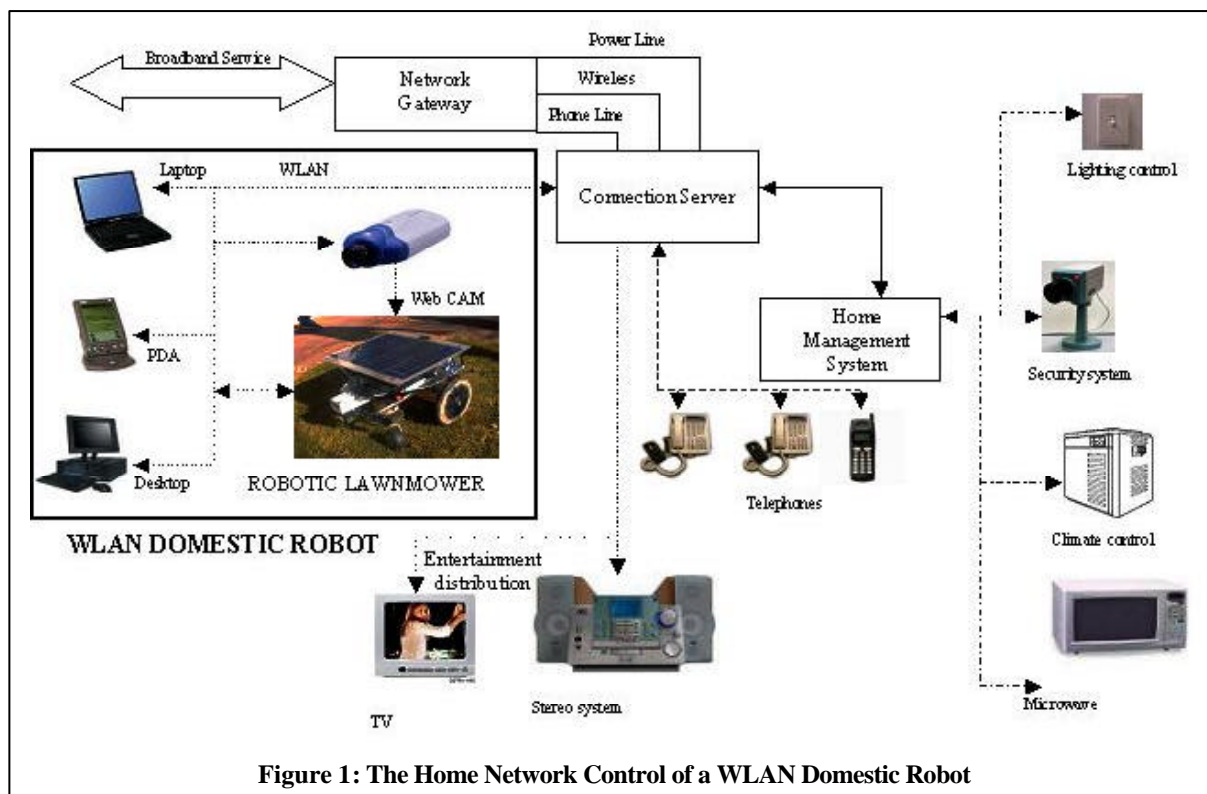 Power Line
Broadband Service
Wireless
Network
Gateway
Phone Line
Laptop
WLAN
Connection Server
Lighting control
Web CAM
PDA
Home
Management
System
Security system
Desktop
ROBOTIC LAWNMOWER
Telephones
WLAN DOMESTIC ROBOT
Climate control
Entertainment
distribution
TV
Stereo system
Microwave
Figure 1: The Home Network Control of a WLAN Domestic Robot